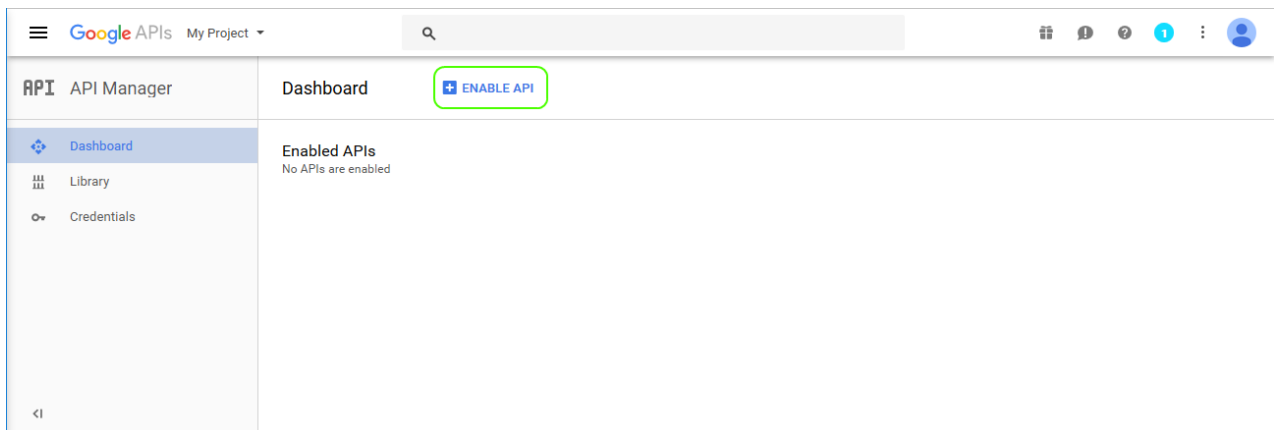 Google APIs My Project
1
API API Manager
Dashboard ENABLE API
Dashboard
Library
Credentials
Enabled APIs
No APIs are enabled